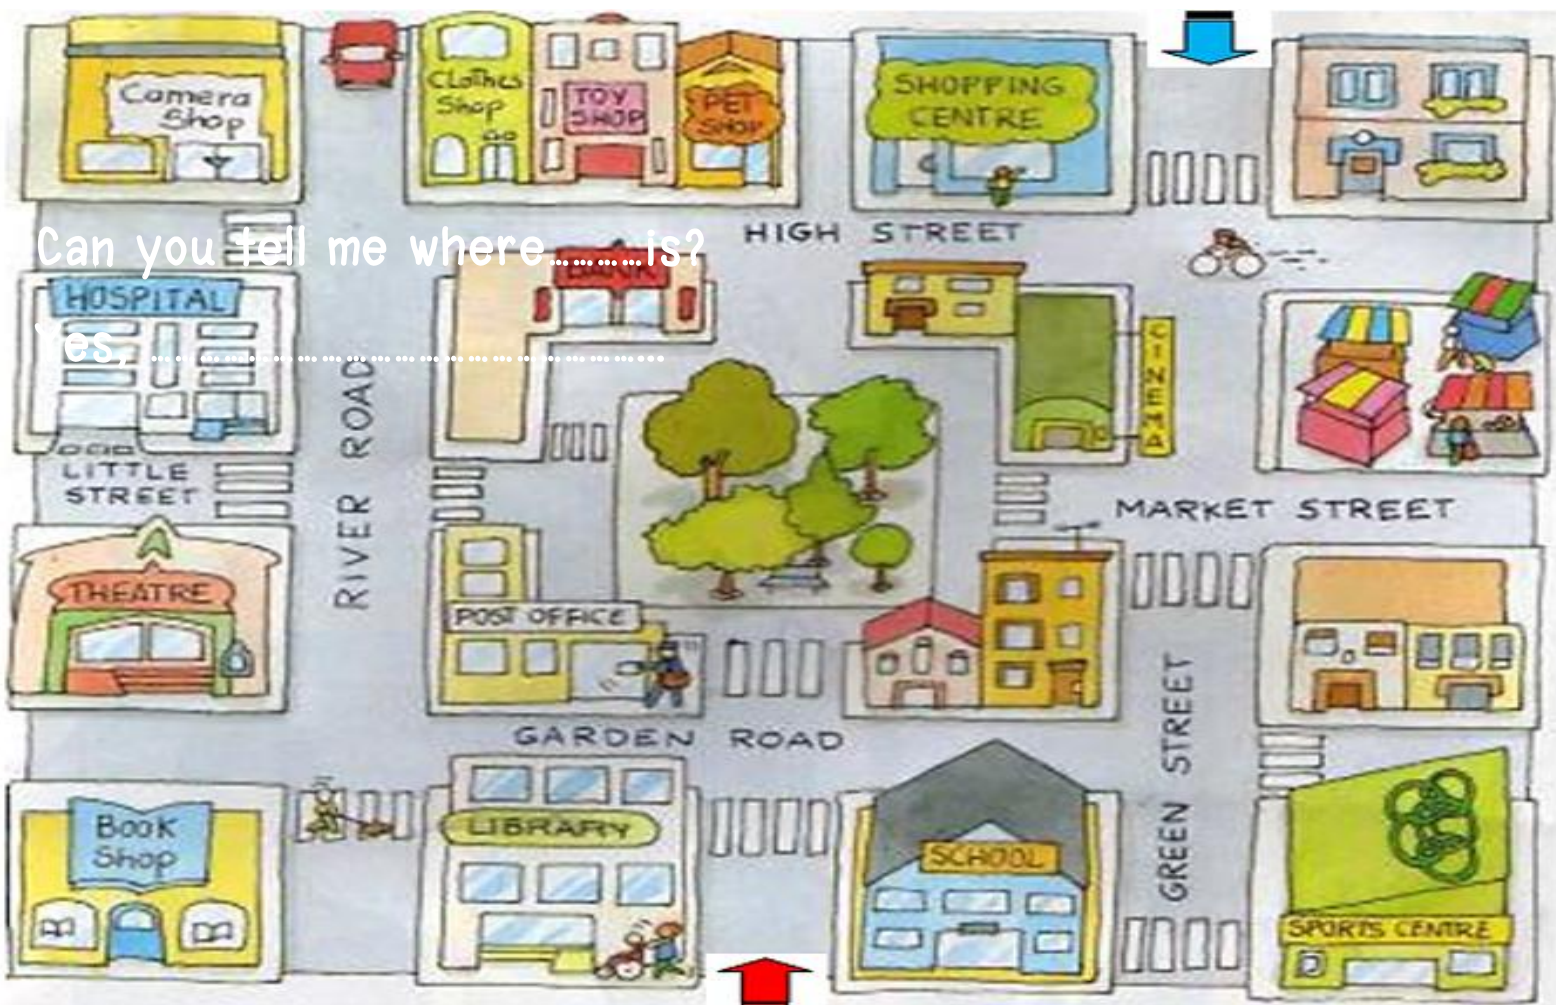 Camera
Shop
Clothes
Shop
TOY
SHOP
PET
SHOP
SHOPPING
CENTRE
HIGH STREET
Can you tell me where………is?
BANK
HOSPITAL
Yes, ……………………………………………………...
CINEMA
RIVER ROAD
LITTLE
STREET
MARKET STREET
THEATRE
POST OFFICE
GARDEN ROAD
GREEN STREET
BOOK
Shop
LIBRARY
SCHOOL
SPORTS CENTRE